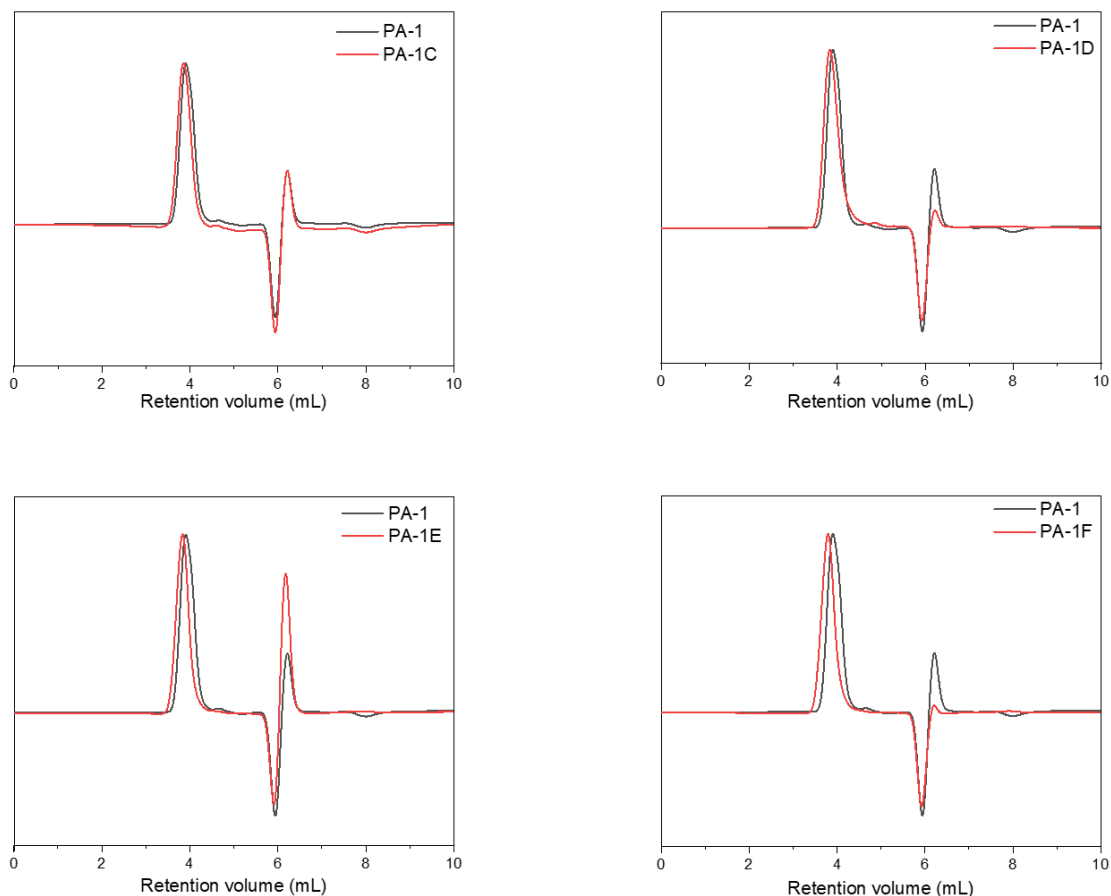 PA-1
PA-1C
0 2 4 6 8 10
Retention volume (mL)
PA-1
PA-1D
0 2 4 6 8 10
Retention volume (mL)
PA-1
PA-1E
0 2 4 6 8 10
Retention volume (mL)
PA-1
PA-1F
0 2 4 6 8 10
Retention volume (mL)